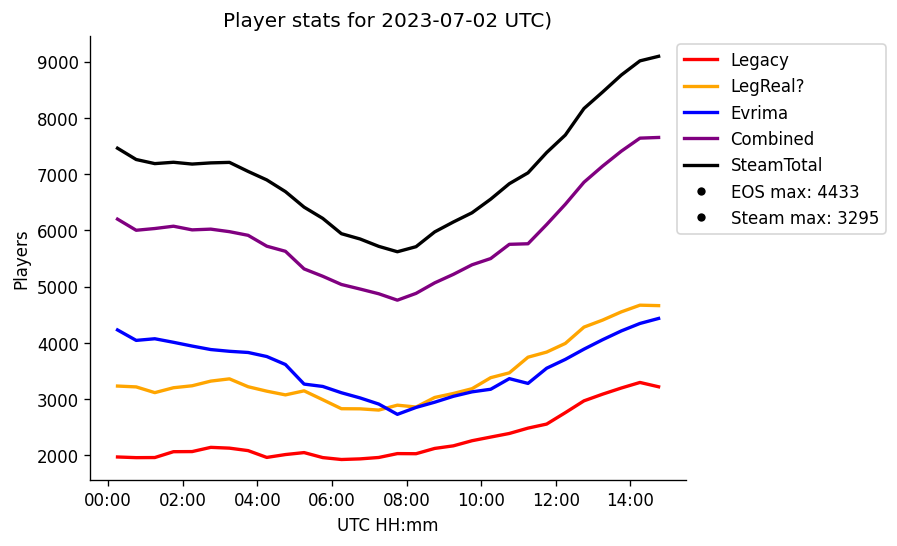 Player stats for 2023-07-02 UTC)
9000
8000
7000
6000
5000
4000
3000
2000
Players
00:00 02:00 04:00 06:00 08:00 10:00 12:00 14:00
UTC HH:mm
Legacy
LegReal?
Evrima
Combined
SteamTotal
EOS max: 4433
Steam max: 3295